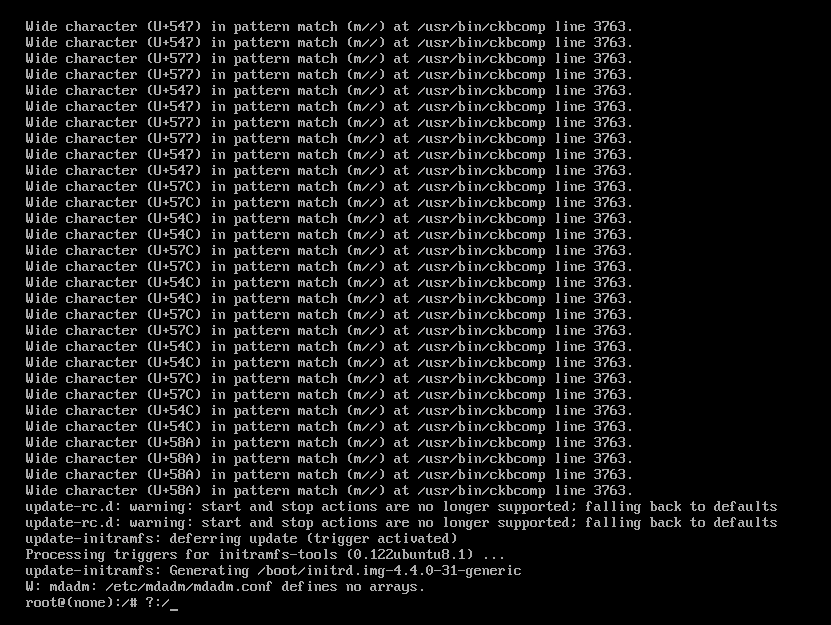 Wide character (U+547) in pattern match (m//) at /usr/bin/ckbcomp line 3763.
Wide character (U+547) in pattern match (m//) at /usr/bin/ckbcomp line 3763.
Wide character (U+577) in pattern match (m//) at /usr/bin/ckbcomp line 3763.
Wide character (U+577) in pattern match (m//) at /usr/bin/ckbcomp line 3763.
Wide character (U+547) in pattern match (m//) at /usr/bin/ckbcomp line 3763.
Wide character (U+547) in pattern match (m//) at /usr/bin/ckbcomp line 3763.
Wide character (U+577) in pattern match (m//) at /usr/bin/ckbcomp line 3763.
Wide character (U+577) in pattern match (m//) at /usr/bin/ckbcomp line 3763.
Wide character (U+547) in pattern match (m//) at /usr/bin/ckbcomp line 3763.
Wide character (U+547) in pattern match (m//) at /usr/bin/ckbcomp line 3763.
Wide character (U+57C) in pattern match (m//) at /usr/bin/ckbcomp line 3763.
Wide character (U+57C) in pattern match (m//) at /usr/bin/ckbcomp line 3763.
Wide character (U+54C) in pattern match (m//) at /usr/bin/ckbcomp line 3763.
Wide character (U+54C) in pattern match (m//) at /usr/bin/ckbcomp line 3763.
Wide character (U+57C) in pattern match (m//) at /usr/bin/ckbcomp line 3763.
Wide character (U+57C) in pattern match (m//) at /usr/bin/ckbcomp line 3763.
Wide character (U+54C) in pattern match (m//) at /usr/bin/ckbcomp line 3763.
Wide character (U+54C) in pattern match (m//) at /usr/bin/ckbcomp line 3763.
Wide character (U+57C) in pattern match (m//) at /usr/bin/ckbcomp line 3763.
Wide character (U+57C) in pattern match (m//) at /usr/bin/ckbcomp line 3763.
Wide character (U+54C) in pattern match (m//) at /usr/bin/ckbcomp line 3763.
Wide character (U+54C) in pattern match (m//) at /usr/bin/ckbcomp line 3763.
Wide character (U+57C) in pattern match (m//) at /usr/bin/ckbcomp line 3763.
Wide character (U+57C) in pattern match (m//) at /usr/bin/ckbcomp line 3763.
Wide character (U+54C) in pattern match (m//) at /usr/bin/ckbcomp line 3763.
Wide character (U+54C) in pattern match (m//) at /usr/bin/ckbcomp line 3763.
Wide character (U+58A) in pattern match (m//) at /usr/bin/ckbcomp line 3763.
Wide character (U+58A) in pattern match (m//) at /usr/bin/ckbcomp line 3763.
Wide character (U+58A) in pattern match (m//) at /usr/bin/ckbcomp line 3763.
Wide character (U+58A) in pattern match (m//) at /usr/bin/ckbcomp line 3763.
update-rc.d: warning: start and stop actions are no longer supported; falling back to defaults
update-rc.d: warning: start and stop actions are no longer supported; falling back to defaults
update-initramfs: deferring update (trigger activated)
Processing triggers for initramfs-tools (0.122ubuntu8.1) ...
update-initramfs: Generating /boot/initrd.img-4.4.0-31-generic
W: mdadm: /etc/mdadm/mdadm.conf defines no arrays.
root@(none):/# ?:/_